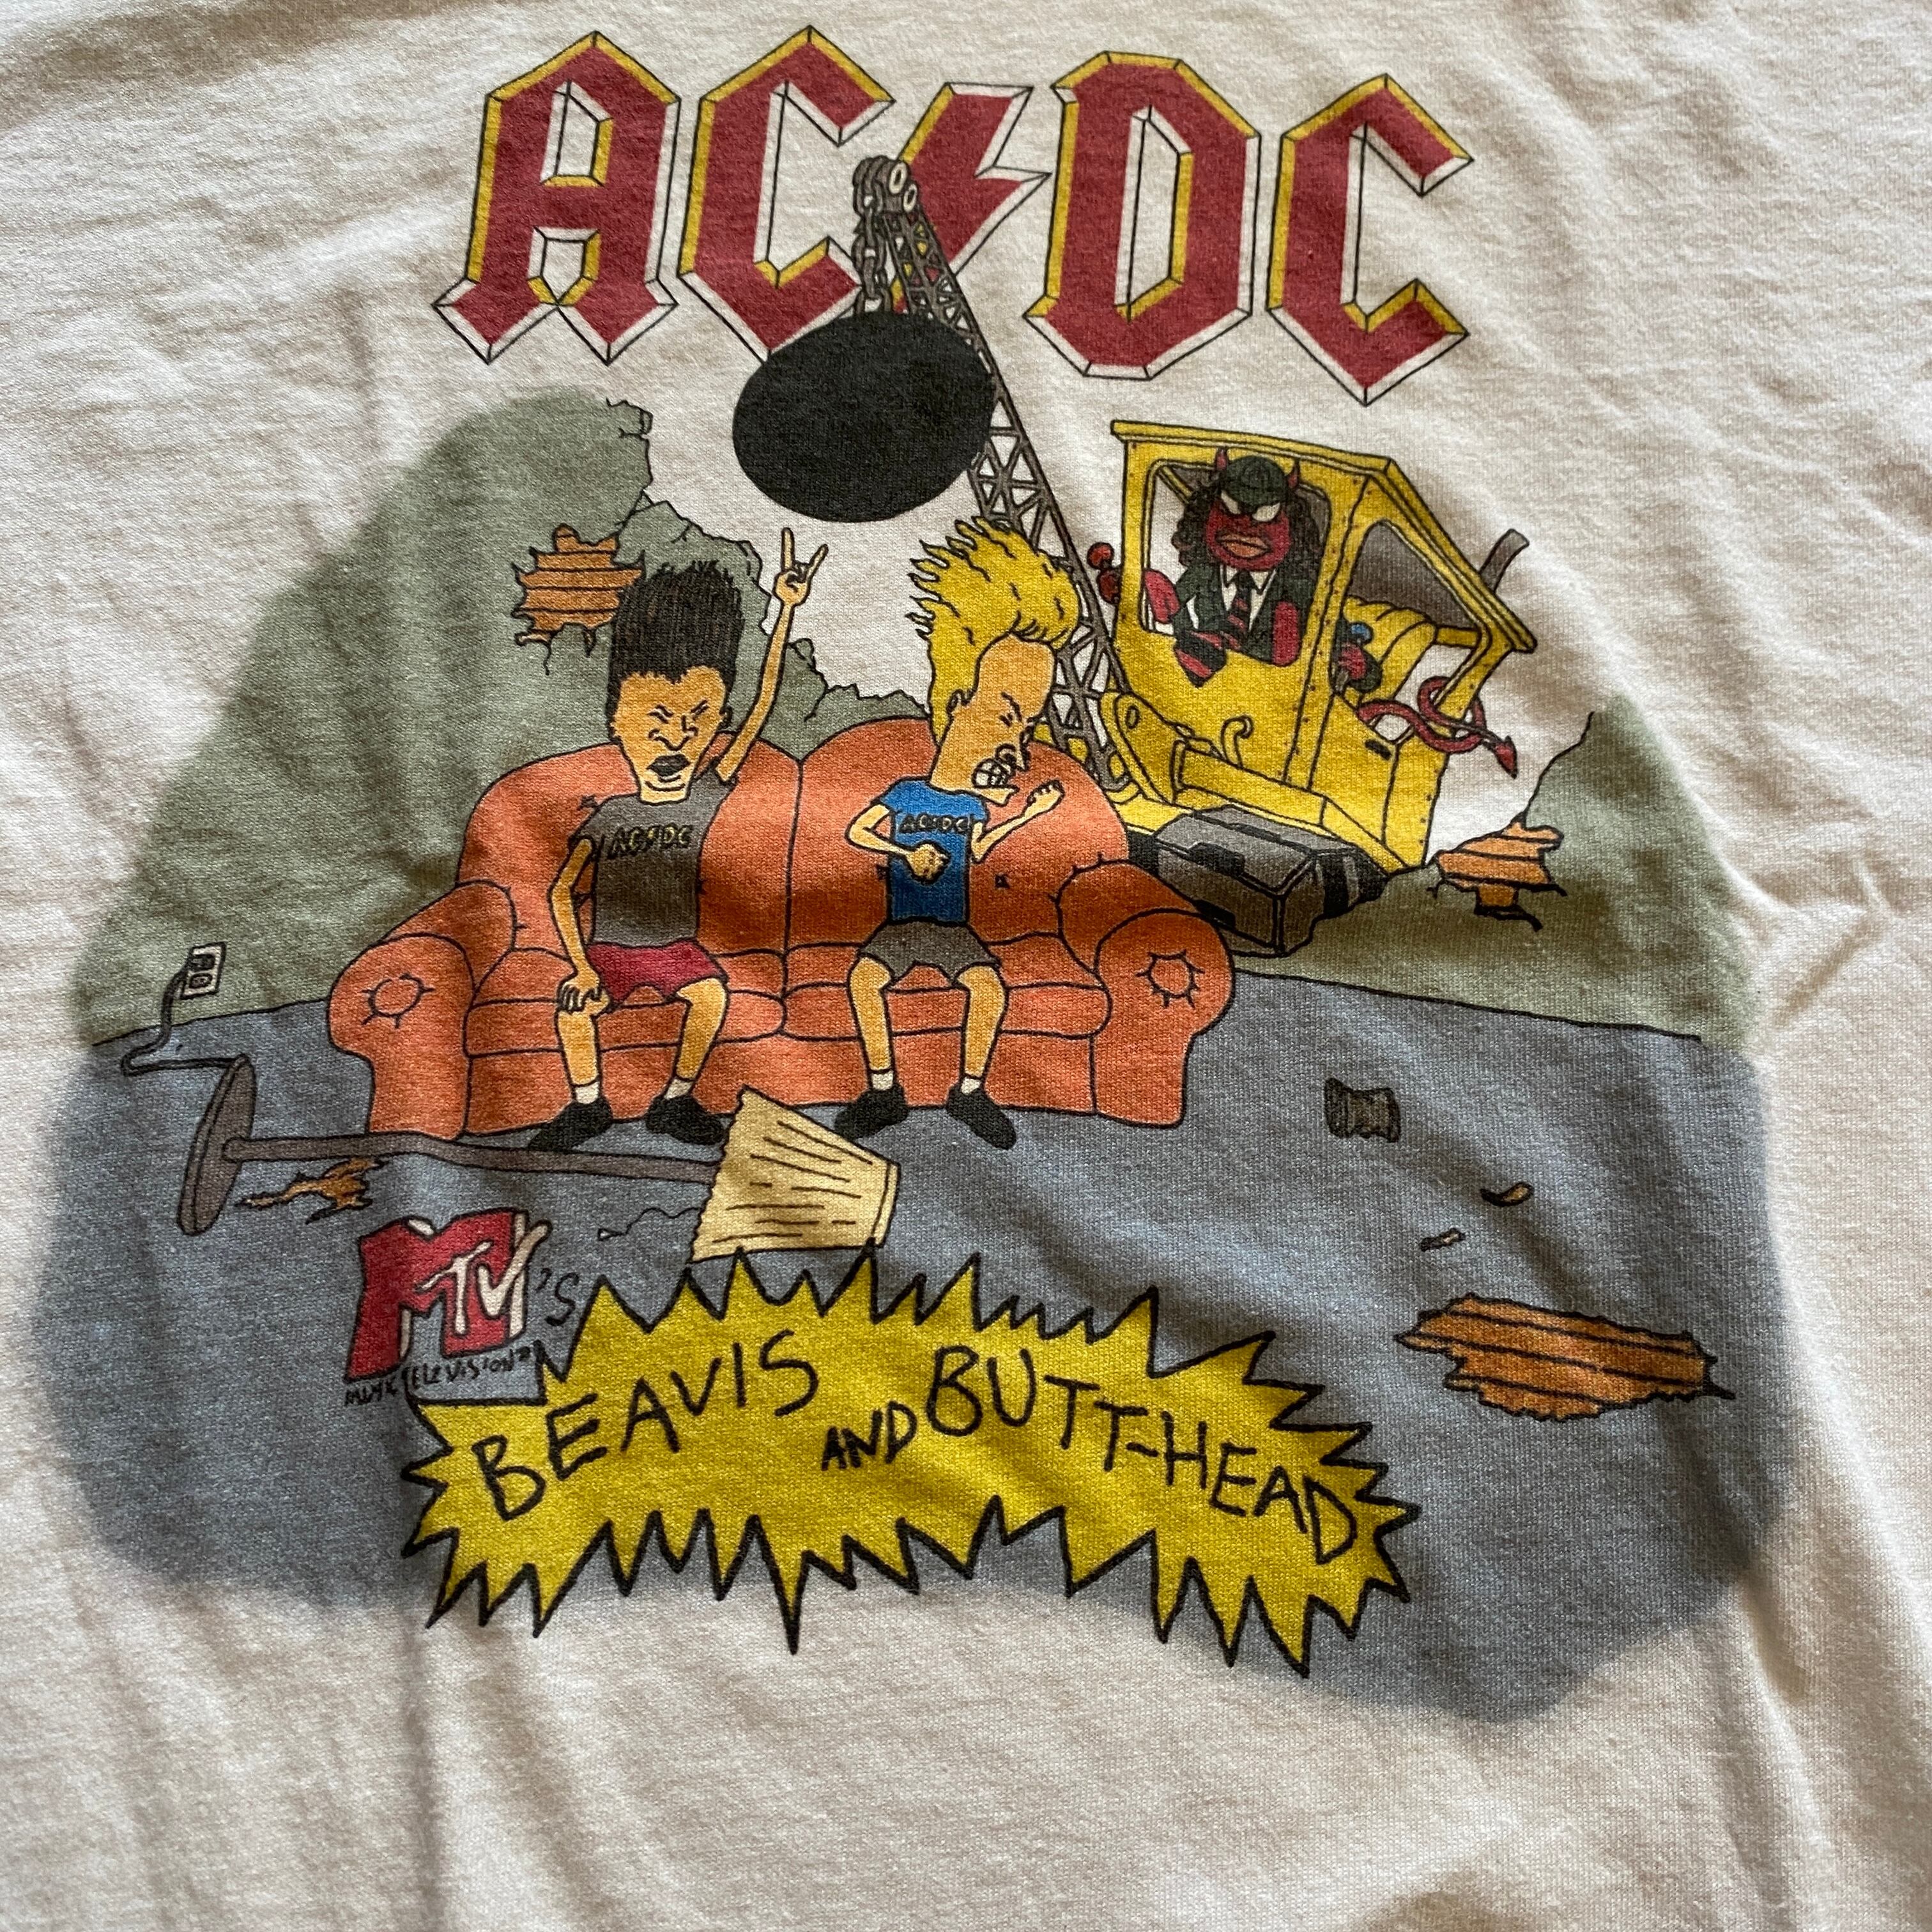 AC⚡DC
AC⚡DC
AC⚡DC
MTV'S
MUSIC TELEVISION
BEAVIS AND BUTT-HEAD